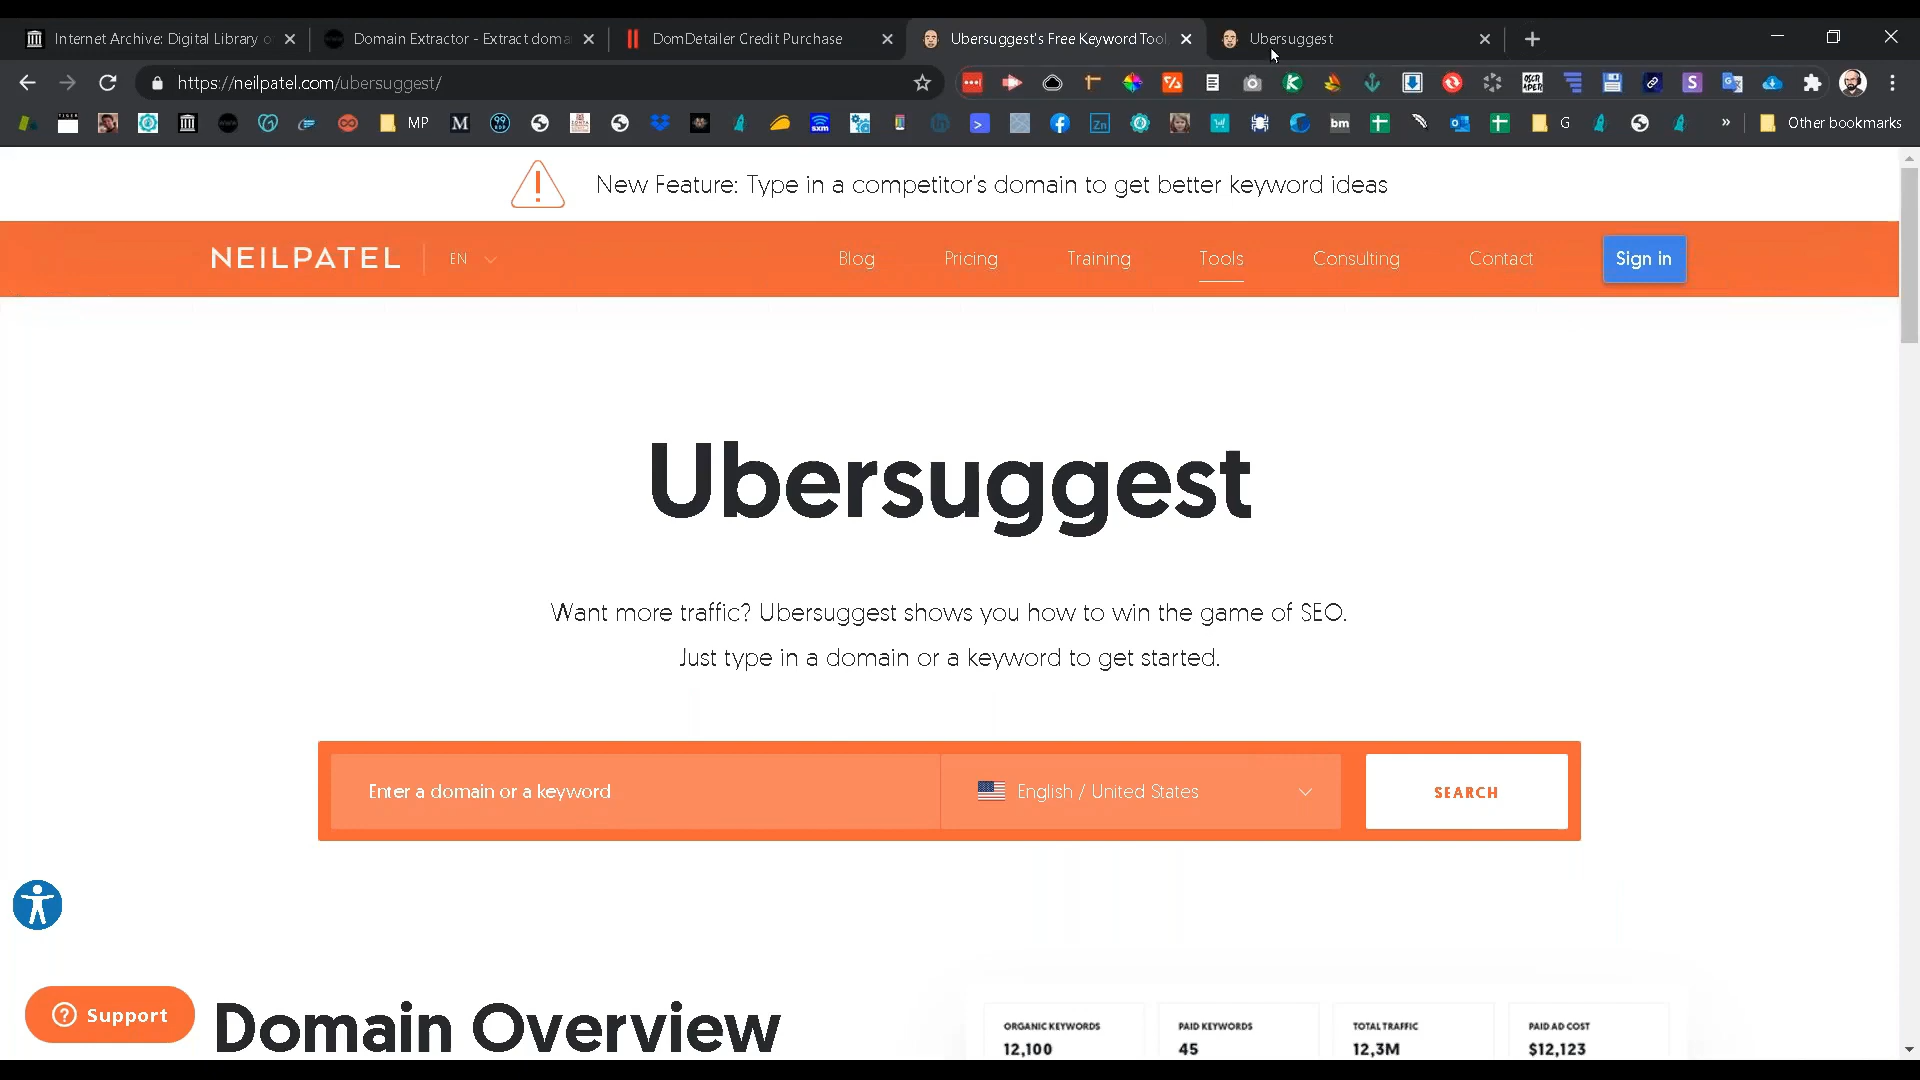 Internet Archive: Digital Library o
Domain Extractor - Extract doma
DomDetailer Credit Purchase
Ubersuggest's Free Keyword Tool,
Ubersuggest
https://neilpatel.com/ubersuggest/
MP
G
Other bookmarks
New Feature: Type in a competitor's domain to get better keyword ideas
NEILPATEL
EN
Blog
Pricing
Training
Tools
Consulting
Contact
Sign in
Ubersuggest
Want more traffic? Ubersuggest shows you how to win the game of SEO.
Just type in a domain or a keyword to get started.
Enter a domain or a keyword
English / United States
SEARCH
Support
Domain Overview
ORGANIC KEYWORDS
12,100
PAID KEYWORDS
45
TOTAL TRAFFIC
12,3M
PAID AD COST
$12,123